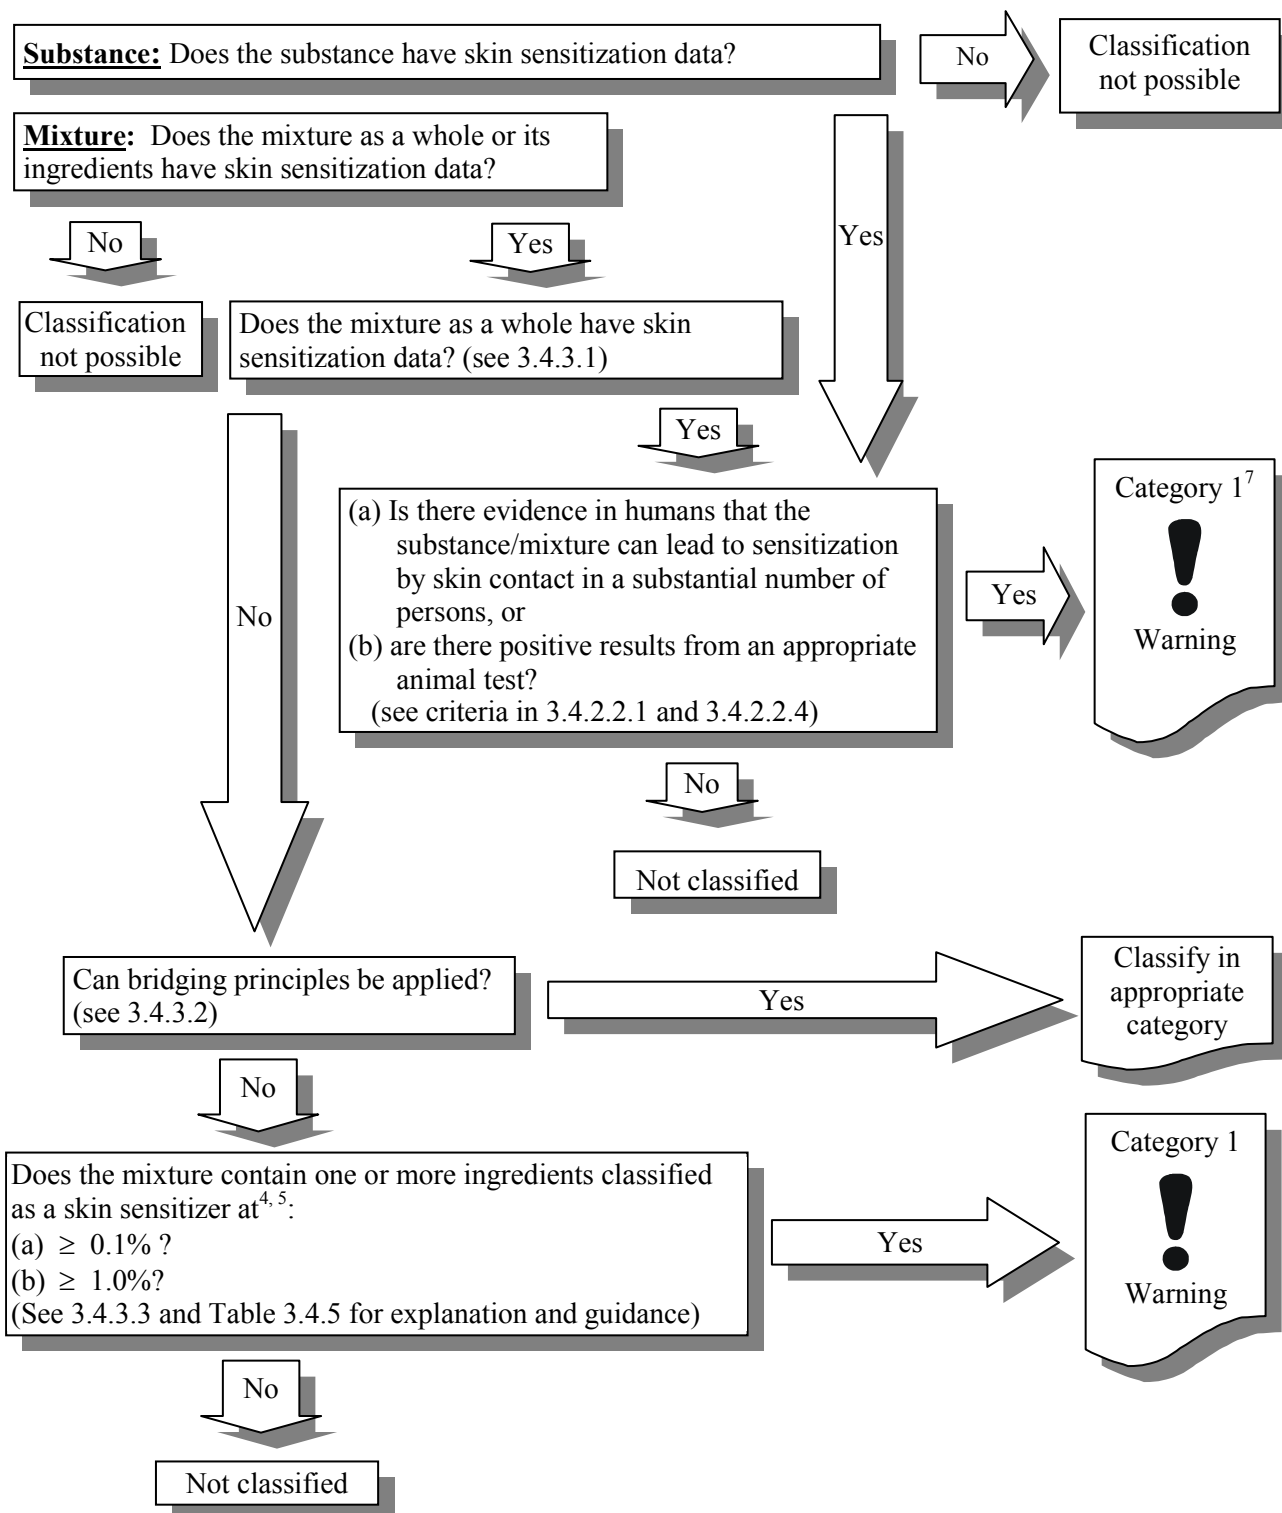 Substance: Does the substance have skin sensitization data?
No
Classification
not possible
Mixture: Does the mixture as a whole or its
ingredients have skin sensitization data?
No
Yes
Yes
Classification
not possible
Does the mixture as a whole have skin
sensitization data? (see 3.4.3.1)
Yes
No
(a) Is there evidence in humans that the
substance/mixture can lead to sensitization
by skin contact in a substantial number of
persons, or
(b) are there positive results from an appropriate
animal test?
(see criteria in 3.4.2.2.1 and 3.4.2.2.4)
Yes
Category 1⁷
!
Warning
No
Not classified
Can bridging principles be applied?
(see 3.4.3.2)
Yes
Classify in
appropriate
category
No
Does the mixture contain one or more ingredients classified
as a skin sensitizer at⁴, ⁵:
(a) ≥ 0.1% ?
(b) ≥ 1.0%?
(See 3.4.3.3 and Table 3.4.5 for explanation and guidance)
Yes
Category 1
!
Warning
No
Not classified